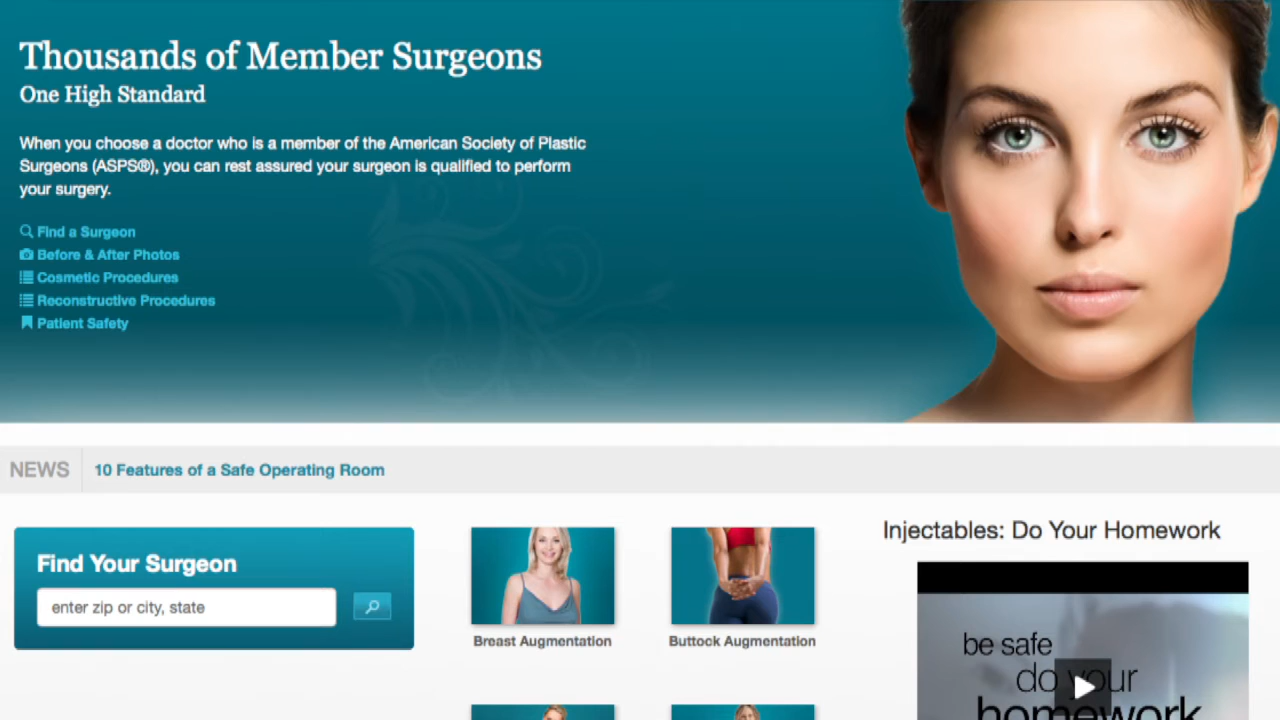 Thousands of Member Surgeons
One High Standard
When you choose a doctor who is a member of the American Society of Plastic
Surgeons (ASPS®), you can rest assured your surgeon is qualified to perform
your surgery.
Find a Surgeon
Before & After Photos
Cosmetic Procedures
Reconstructive Procedures
Patient Safety
NEWS
10 Features of a Safe Operating Room
Find Your Surgeon
enter zip or city, state
Breast Augmentation
Buttock Augmentation
Injectables: Do Your Homework
be safe
do your
homework